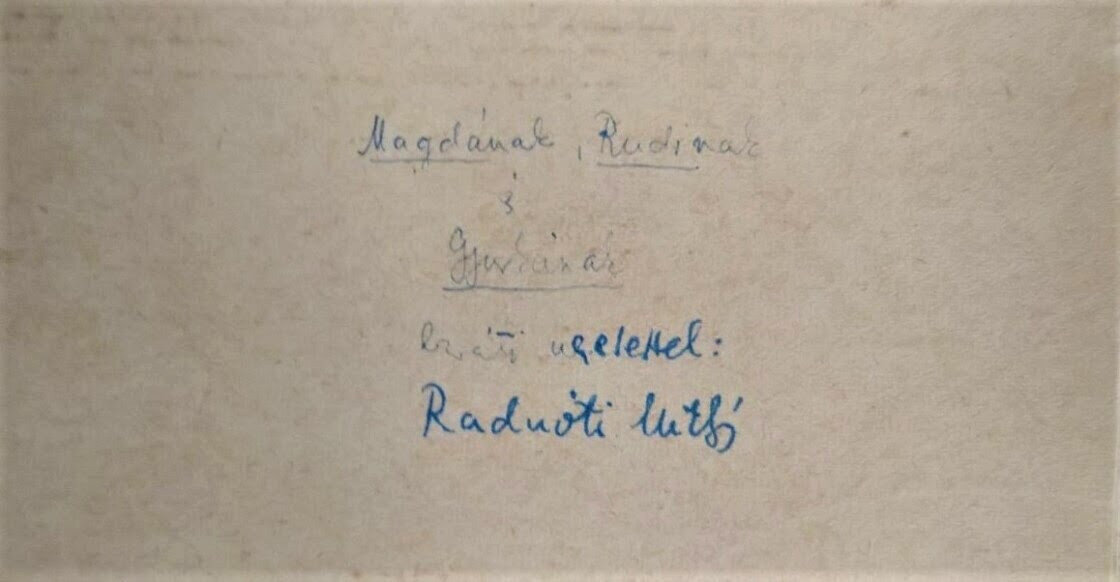 Magdának, Rudinak
s
Gyurkának
baráti szeretettel:
Radnóti Miklós